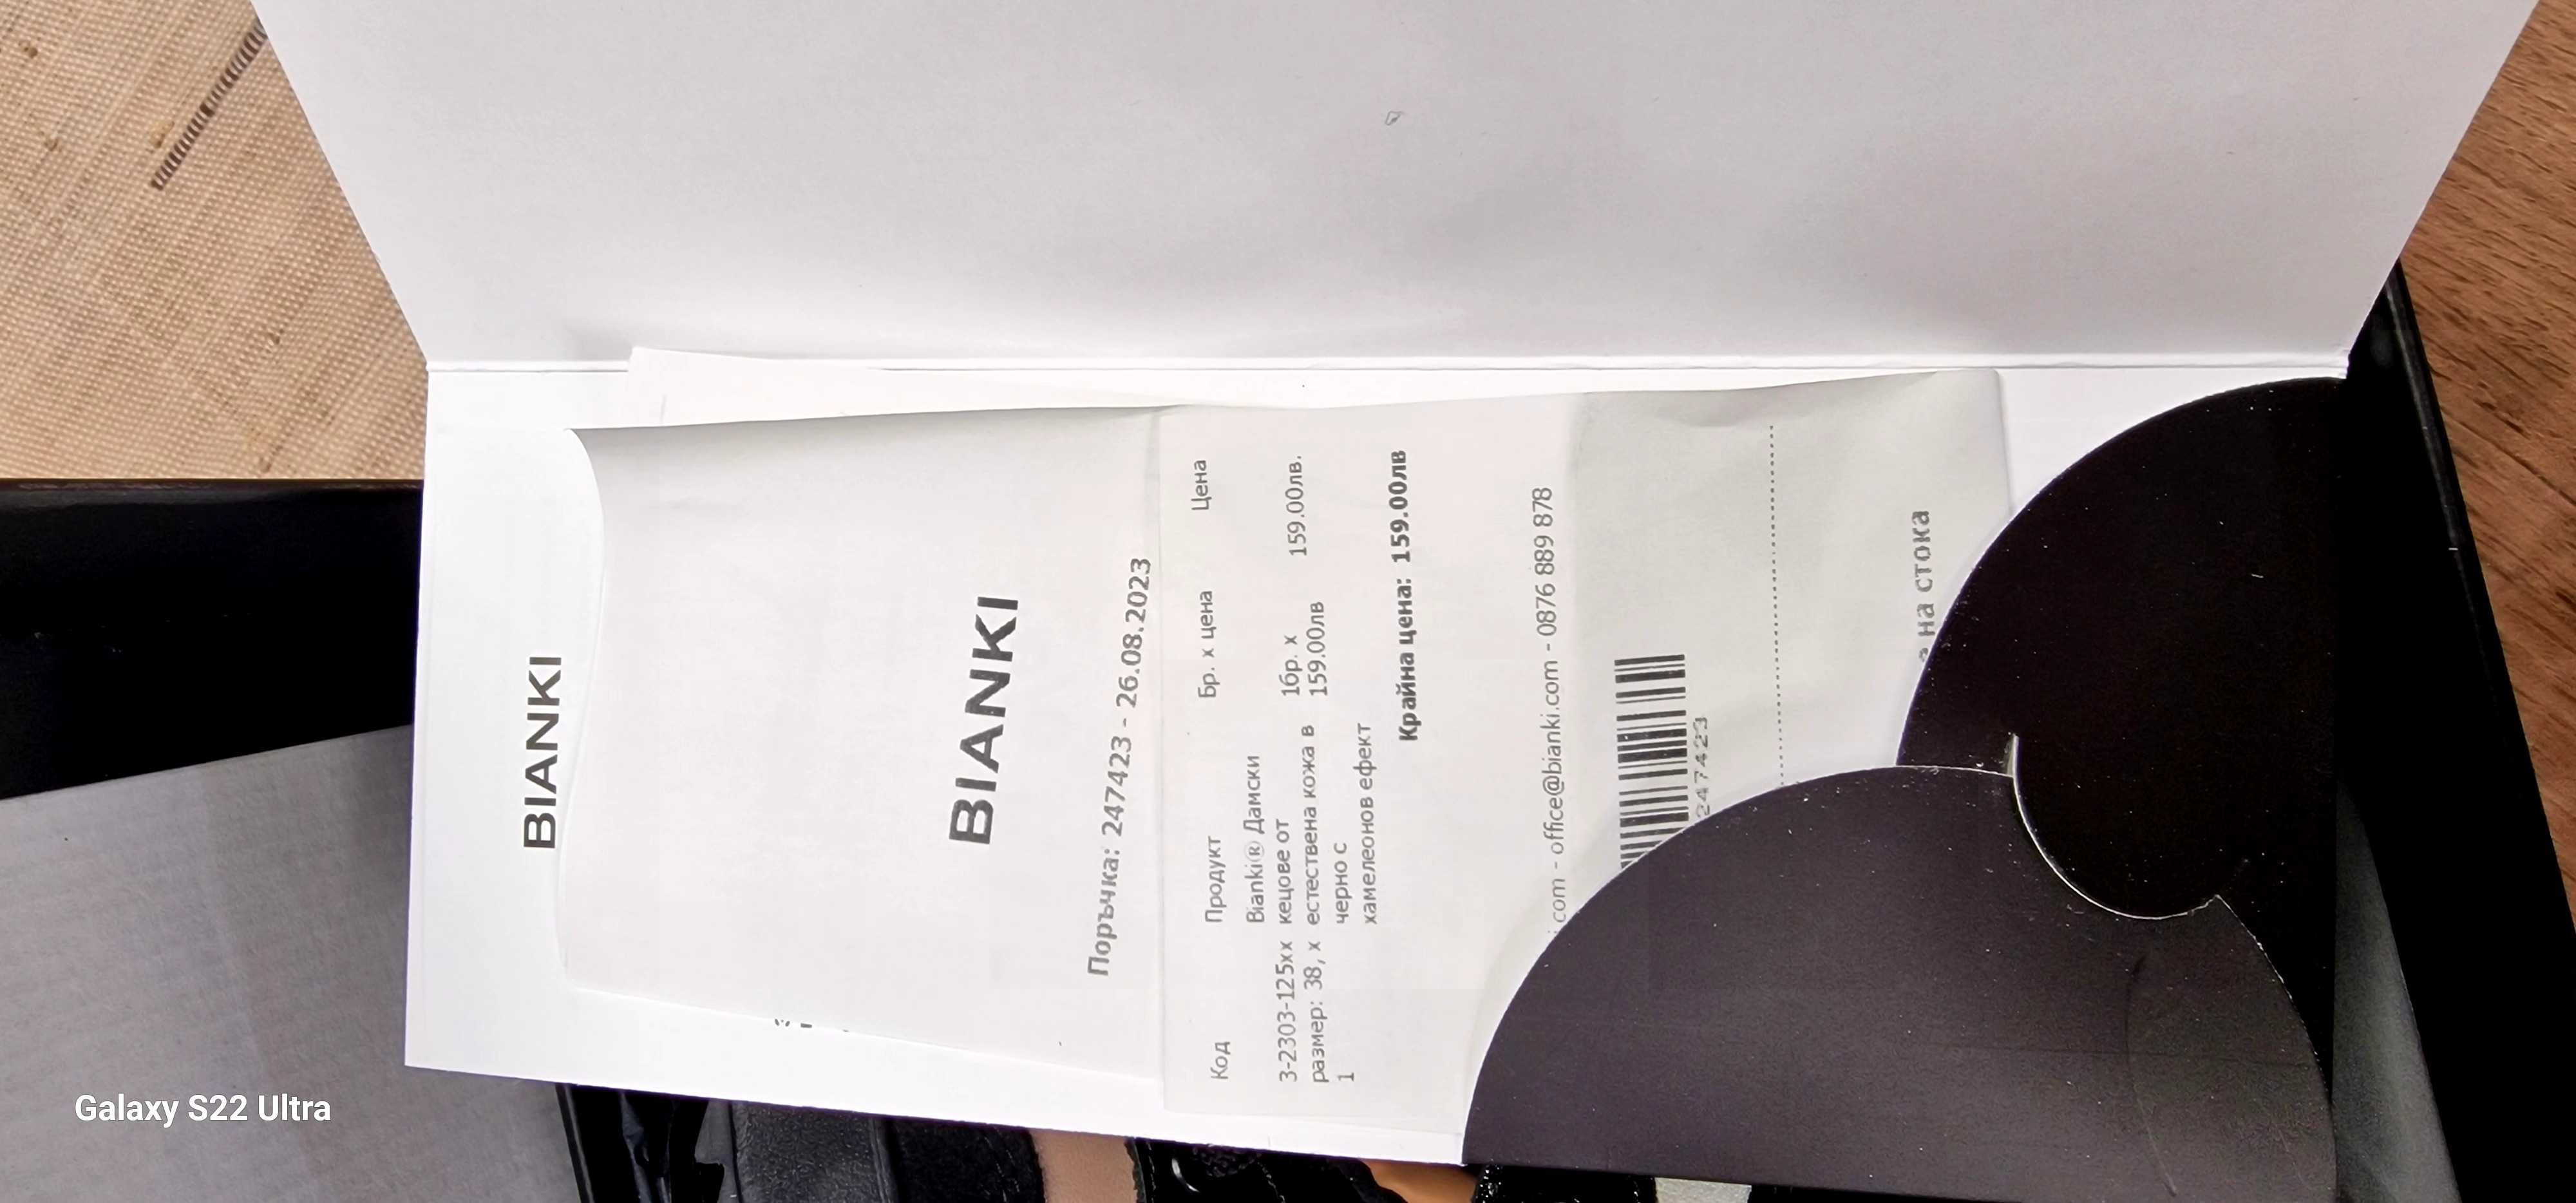 BIANKI
BIANKI
Поръчка: 247423 - 26.08.2023
Код Продукт Бр. x цена Цена
Bianki® Дамски
3-2303-125xx кецове от 1бр. x 159.00лв.
размер: 38, x естествена кожа в 159.00лв
1 черно с
хамелеонов ефект
Крайна цена: 159.00лв
com - office@bianki.com - 0876 889 878
247423
на стока
Galaxy S22 Ultra